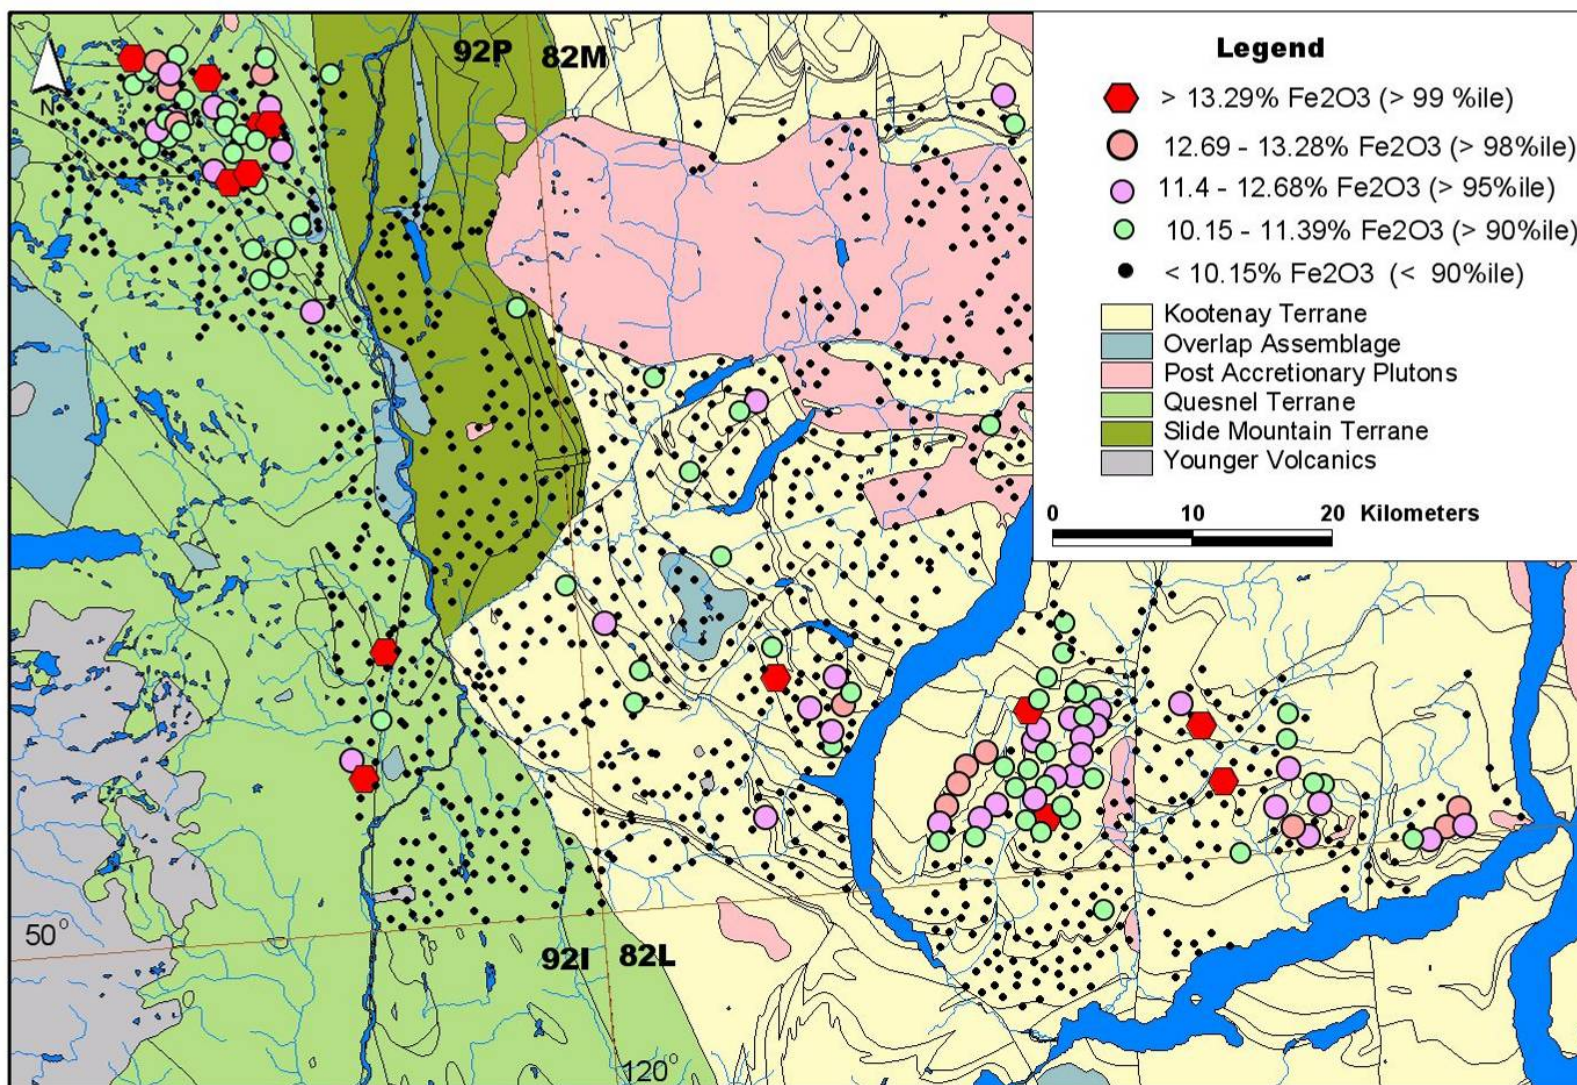 92P 82M
N
Legend
> 13.29% Fe2O3 (> 99 %ile)
12.69 - 13.28% Fe2O3 (> 98%ile)
11.4 - 12.68% Fe2O3 (> 95%ile)
10.15 - 11.39% Fe2O3 (> 90%ile)
< 10.15% Fe2O3 (< 90%ile)
Kootenay Terrane
Overlap Assemblage
Post Accretionary Plutons
Quesnel Terrane
Slide Mountain Terrane
Younger Volcanics
0 10 20 Kilometers
50°
92I 82L
120°